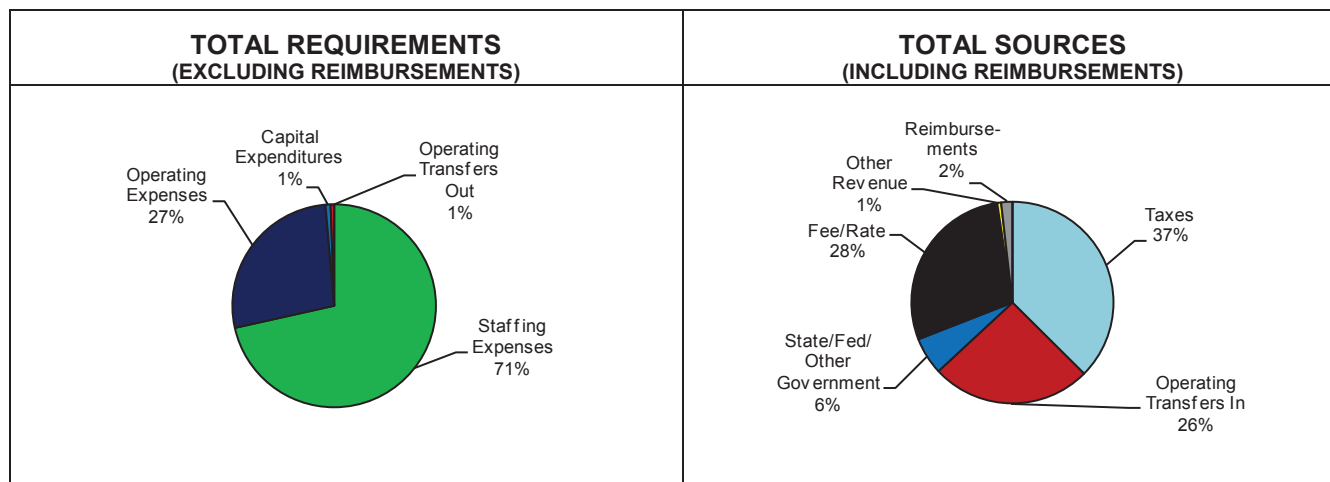 TOTAL REQUIREMENTS
(EXCLUDING REIMBURSEMENTS)
Capital
Expenditures
1%
Operating
Transfers
Out
1%
Operating
Expenses
27%
Staffing
Expenses
71%
TOTAL SOURCES
(INCLUDING REIMBURSEMENTS)
Reimburse-
ments
2%
Other
Revenue
1%
Taxes
37%
Fee/Rate
28%
State/Fed/
Other
Government
6%
Operating
Transfers In
26%